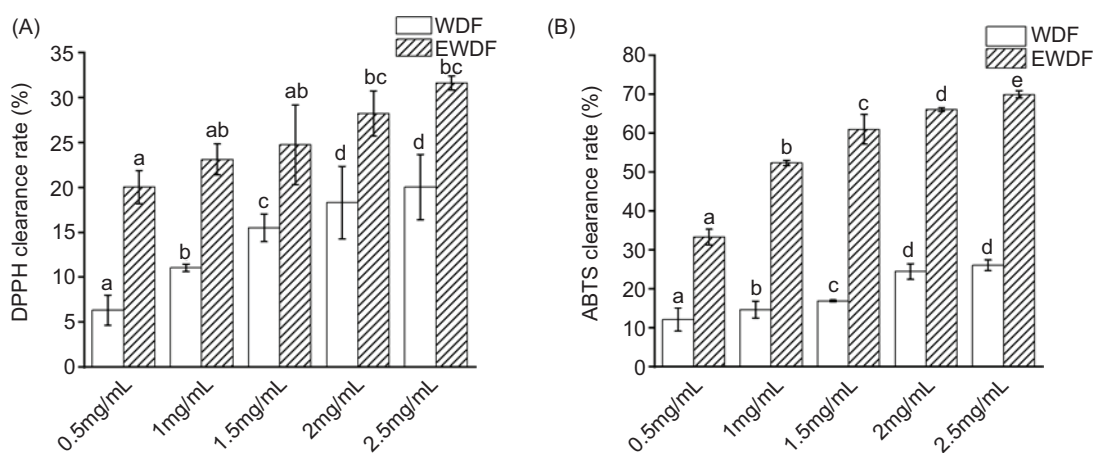 (A)
WDF
EWDF
DPPH clearance rate (%)
35
30
25
20
15
10
5
0
a
a
b
ab
c
ab
d
bc
d
bc
0.5mg/mL
1mg/mL
1.5mg/mL
2mg/mL
2.5mg/mL
(B)
WDF
EWDF
ABTS clearance rate (%)
80
70
60
50
40
30
20
10
0
a
a
b
b
c
c
d
d
d
e
0.5mg/mL
1mg/mL
1.5mg/mL
2mg/mL
2.5mg/mL